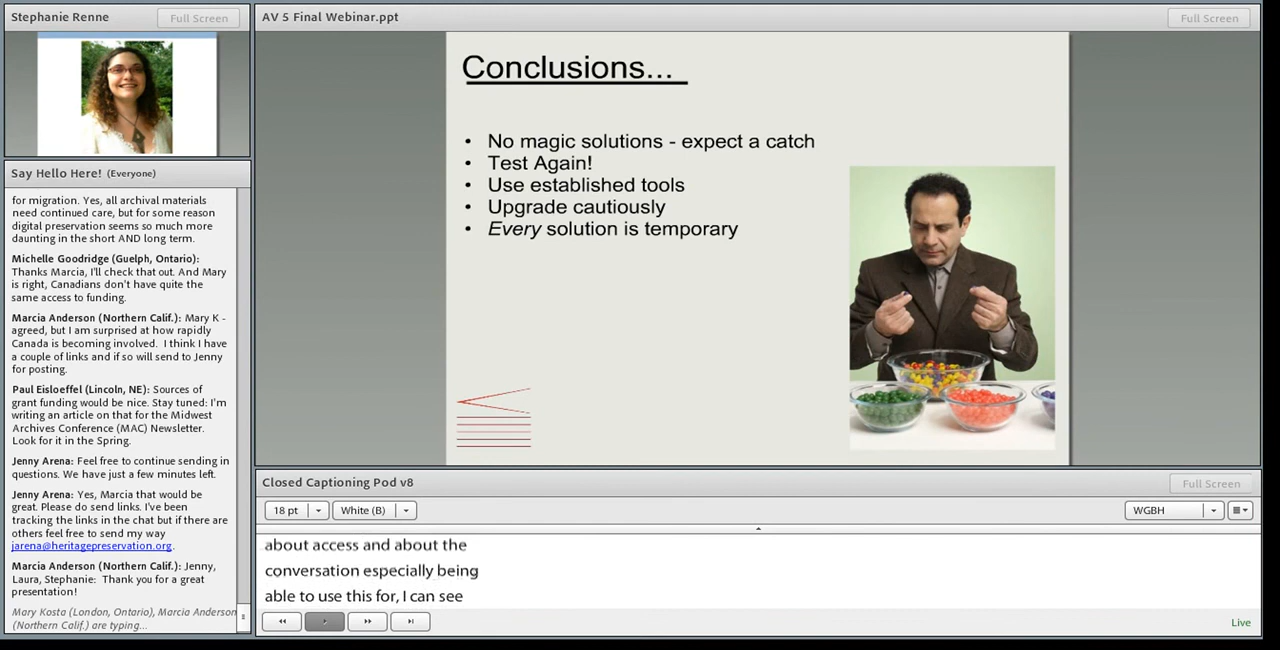 Stephanie Renne
Full Screen
Say Hello Here! (Everyone)
for migration. Yes, all archival materials
need continued care, but for some reason
digital preservation seems so much more
daunting in the short AND long term.
Michelle Goodridge (Guelph, Ontario):
Thanks Marcia, I'll check that out. And Mary
is right, Canadians don't have quite the
same access to funding.
Marcia Anderson (Northern Calif.): Mary K -
agreed, but I am surprised at how rapidly
Canada is becoming involved. I think I have
a couple of links and if so will send to Jenny
for posting.
Paul Eisloeffel (Lincoln, NE): Sources of
grant funding would be nice. Stay tuned: I'm
writing an article on that for the Midwest
Archives Conference (MAC) Newsletter.
Look for it in the Spring.
Jenny Arena: Feel free to continue sending in
questions. We have just a few minutes left.
Jenny Arena: Yes, Marcia that would be
great. Please do send links. I've been
tracking the links in the chat but if there are
others feel free to send my way
jarena@heritagepreservation.org.
Marcia Anderson (Northern Calif.): Jenny,
Laura, Stephanie: Thank you for a great
presentation!
Mary Kosta (London, Ontario), Marcia Anderson
(Northern Calif.) are typing...
AV 5 Final Webinar.ppt
Full Screen
Conclusions...
• No magic solutions - expect a catch
• Test Again!
• Use established tools
• Upgrade cautiously
• Every solution is temporary
Closed Captioning Pod v8
Full Screen
18 pt
White (B)
WGBH
about access and about the
conversation especially being
able to use this for, I can see
Live